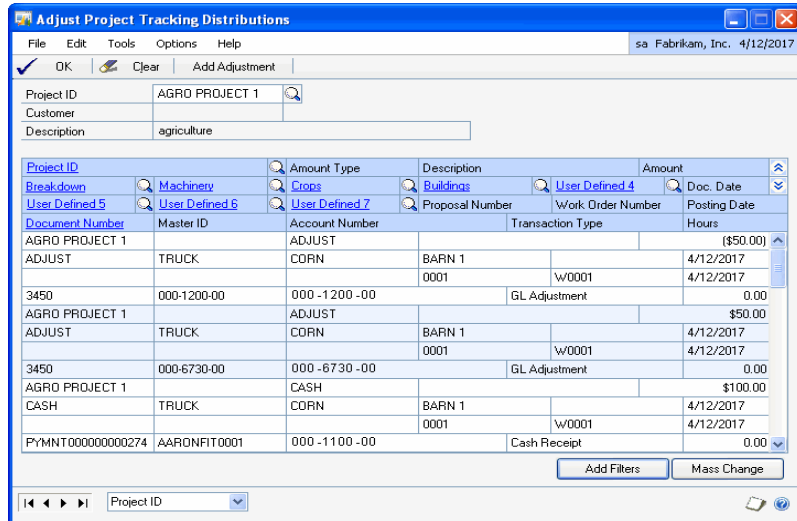 Adjust Project Tracking Distributions
File Edit Tools Options Help sa Fabrikam, Inc. 4/12/2017
OK Clear Add Adjustment
Project ID AGRO PROJECT 1
Customer
Description agriculture
Project ID Amount Type Description Amount
Breakdown Machinery Crops Buildings User Defined 4 Doc. Date
User Defined 5 User Defined 6 User Defined 7 Proposal Number Work Order Number Posting Date
Document Number Master ID Account Number Transaction Type Hours
AGRO PROJECT 1 ADJUST ($50.00)
ADJUST TRUCK CORN BARN 1 4/12/2017
0001 W0001 4/12/2017
3450 000-1200-00 000 -1200 -00 GL Adjustment 0.00
AGRO PROJECT 1 ADJUST $50.00
ADJUST TRUCK CORN BARN 1 4/12/2017
0001 W0001 4/12/2017
3450 000-6730-00 000 -6730 -00 GL Adjustment 0.00
AGRO PROJECT 1 CASH $100.00
CASH TRUCK CORN BARN 1 4/12/2017
0001 W0001 4/12/2017
PYMNT000000000274 AARONFIT0001 000 -1100 -00 Cash Receipt 0.00
Add Filters Mass Change
Project ID